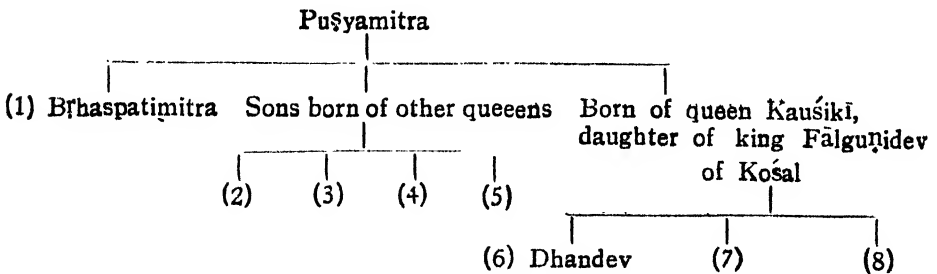 Puṣyamitra
(1) Bṛhaspatiṃitra Sons born of other queeens Born of queen Kauśikī,
daughter of king Fālguṇidev
of Kośal
(2) (3) (4) (5)
(6) Dhandev (7) (8)